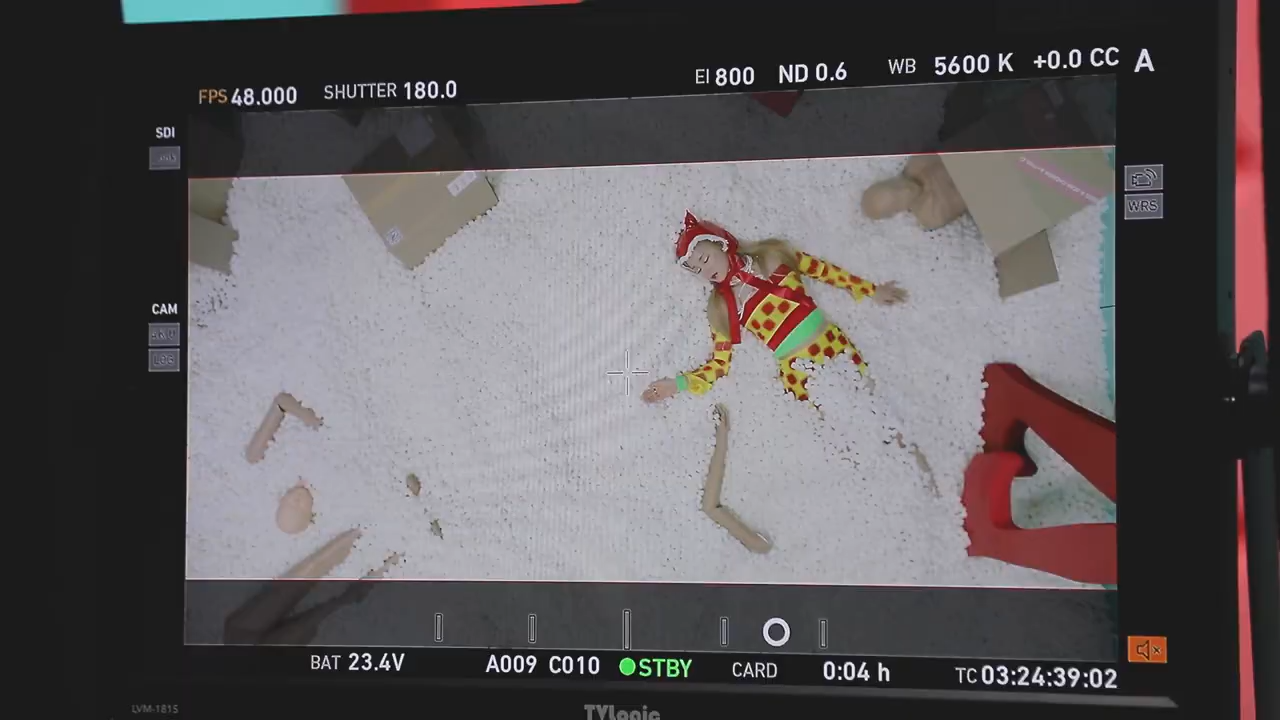 FPS 48.000 SHUTTER 180.0 EI 800 ND 0.6 WB 5600 K +0.0 CC A
SDI
WRS
CAM
LOG
BAT 23.4V A009 C010 STBY CARD 0:04 h TC 03:24:39:02
LVM-181S
TVLogic